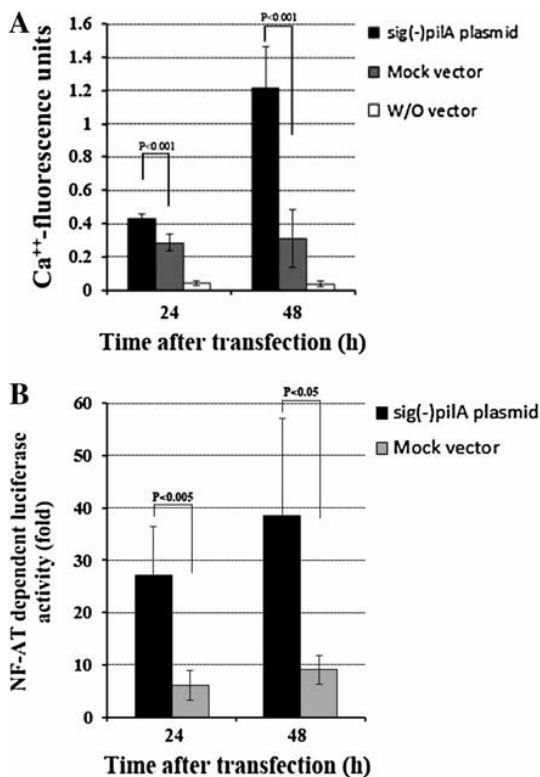 A
Ca⁺⁺-fluorescence units
1.6
1.4
1.2
1
0.8
0.6
0.4
0.2
0
P<0.001
P<0.001
24
48
Time after transfection (h)
sig(-)pilA plasmid
Mock vector
W/O vector
B
NF-AT dependent luciferase
activity (fold)
60
50
40
30
20
10
0
P<0.005
P<0.05
24
48
Time after transfection (h)
sig(-)pilA plasmid
Mock vector